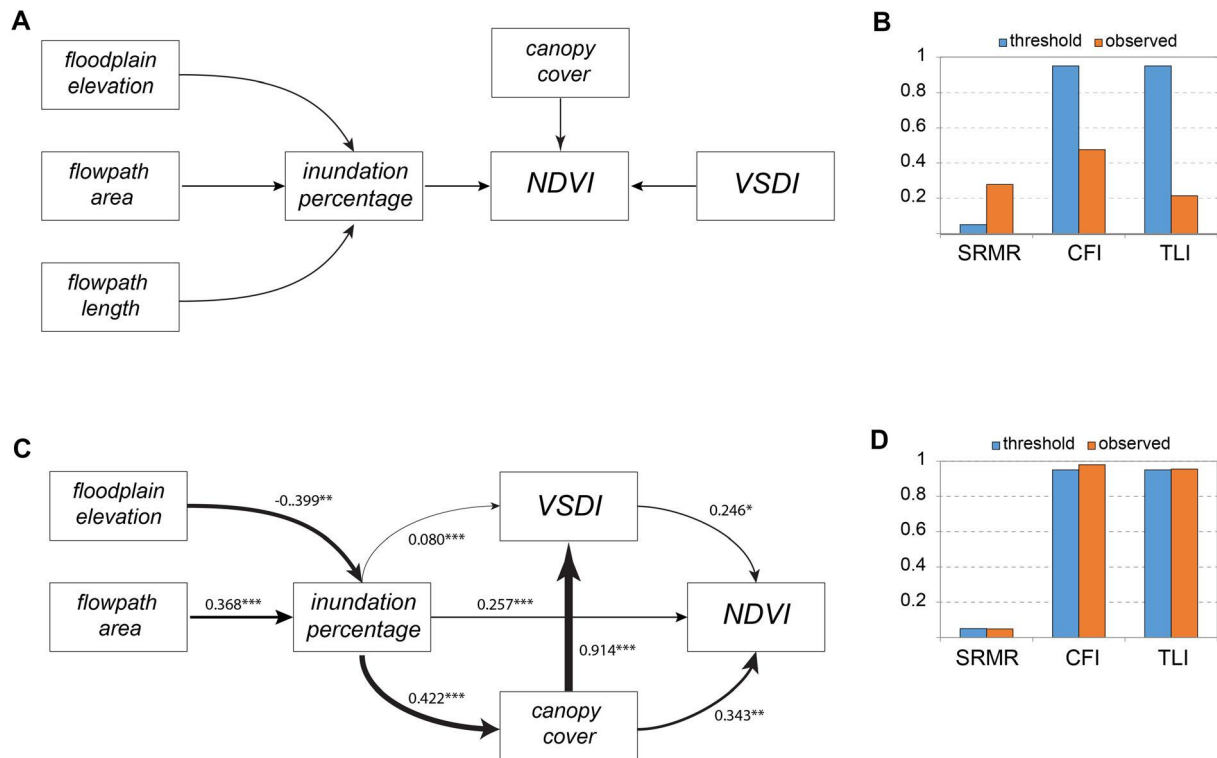 A
floodplain
elevation
flowpath
area
flowpath
length
inundation
percentage
canopy
cover
NDVI
VSDI
B
threshold observed
1
0.8
0.6
0.4
0.2
SRMR CFI TLI
C
floodplain
elevation
flowpath
area
-0..399**
0.368***
inundation
percentage
0.080***
VSDI
0.246*
0.257***
NDVI
0.914***
0.422***
canopy
cover
0.343**
D
threshold observed
1
0.8
0.6
0.4
0.2
SRMR CFI TLI